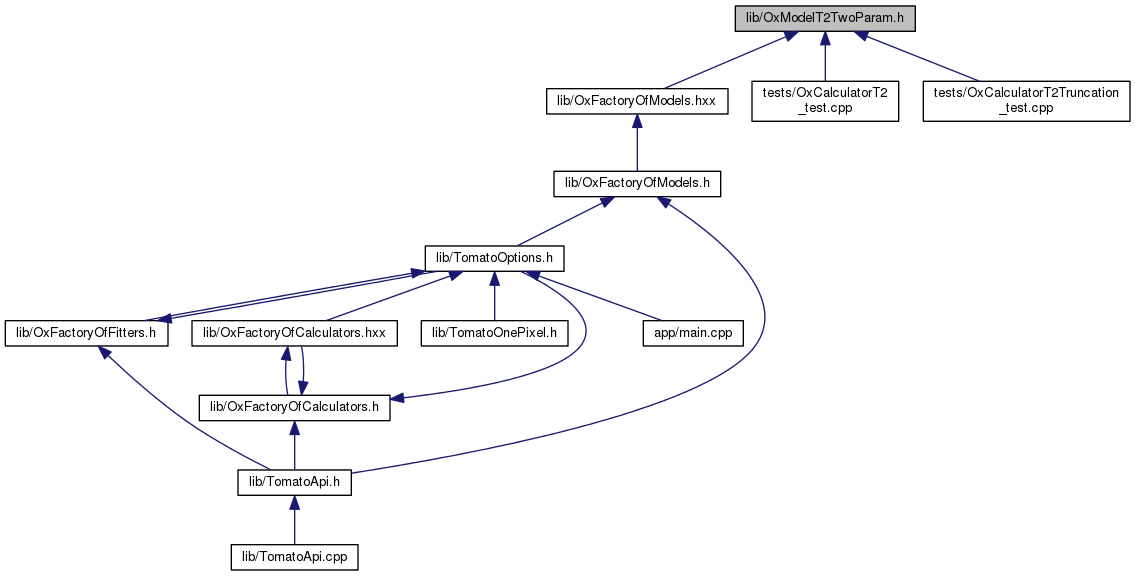 lib/OxModelT2TwoParam.h
lib/OxFactoryOfModels.hxx
tests/OxCalculatorT2
_test.cpp
tests/OxCalculatorT2Truncation
_test.cpp
lib/OxFactoryOfModels.h
lib/TomatoOptions.h
lib/OxFactoryOfFitters.h
lib/OxFactoryOfCalculators.hxx
lib/TomatoOnePixel.h
app/main.cpp
lib/OxFactoryOfCalculators.h
lib/TomatoApi.h
lib/TomatoApi.cpp